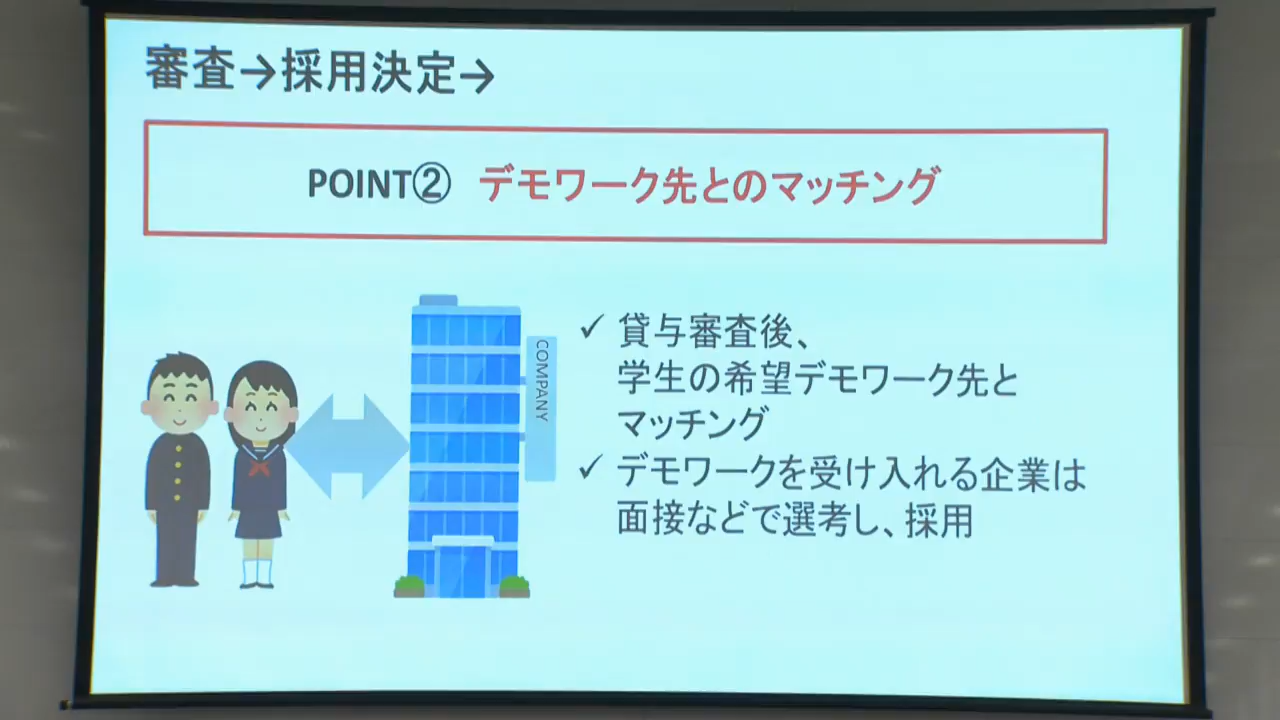 審査→採用決定→
POINT② デモワーク先とのマッチング
COMPANY
✓ 貸与審査後、
学生の希望デモワーク先と
マッチング
✓ デモワークを受け入れる企業は
面接などで選考し、採用